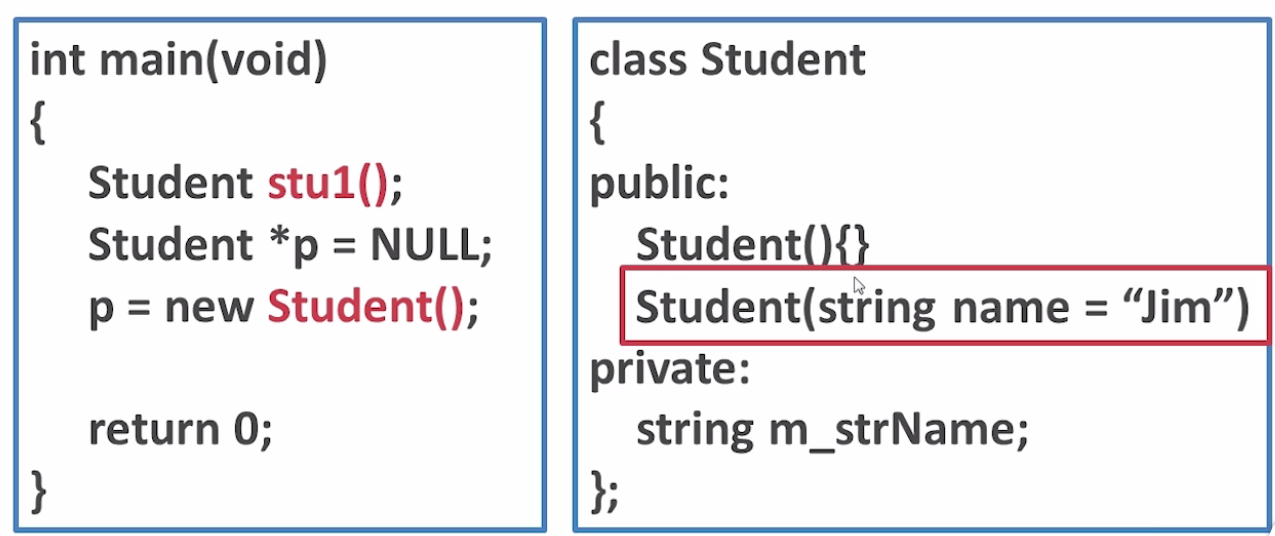 int main(void)
{
Student stu1();
Student *p = NULL;
p = new Student();
return 0;
}
class Student
{
public:
Student(){}
Student(string name = “Jim”)
private:
string m_strName;
};